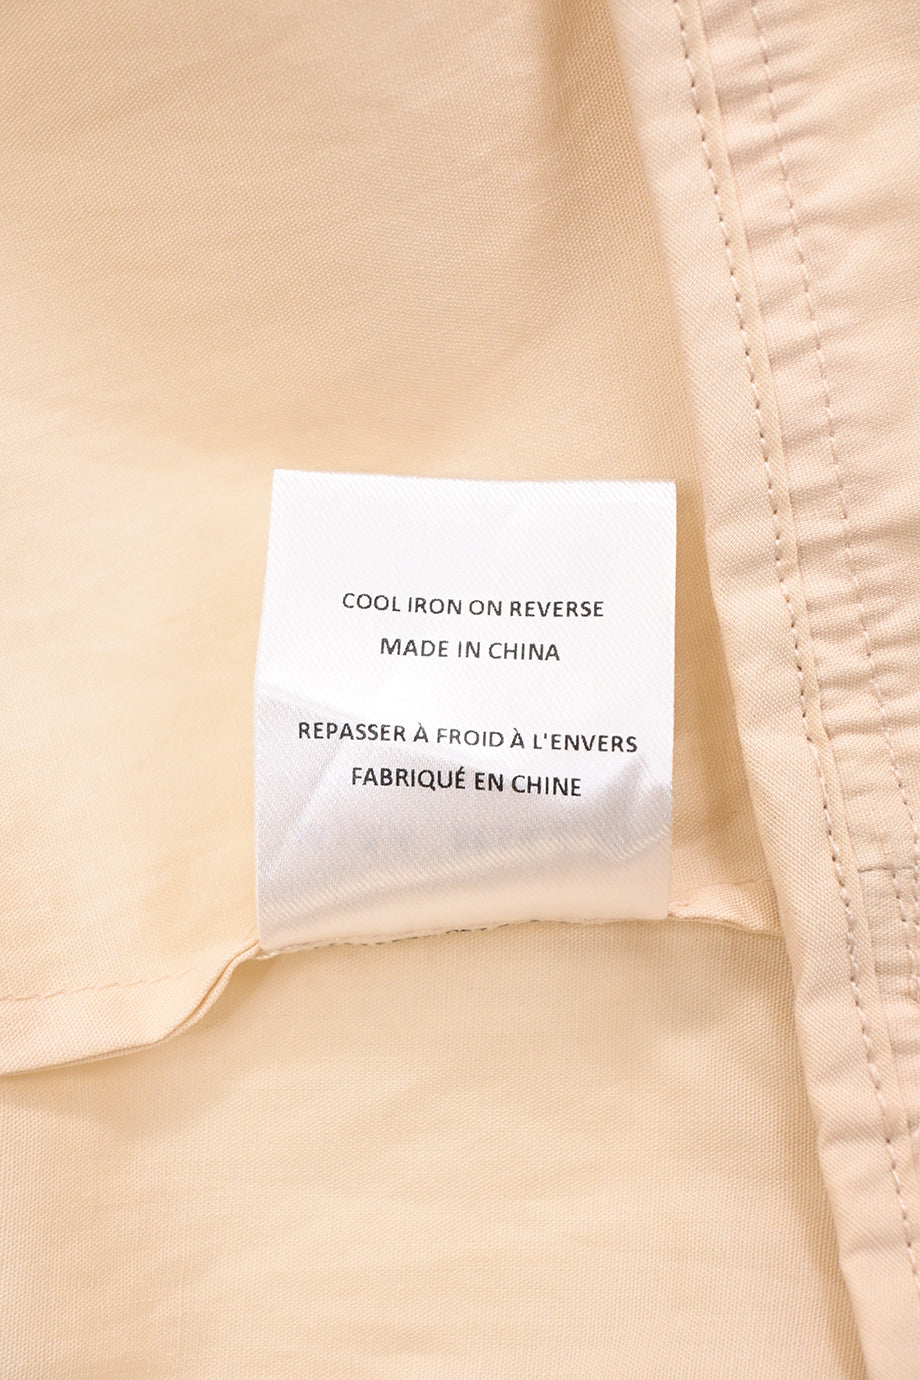 COOL IRON ON REVERSE
MADE IN CHINA
REPASSER À FROID À L'ENVERS
FABRIQUÉ EN CHINE